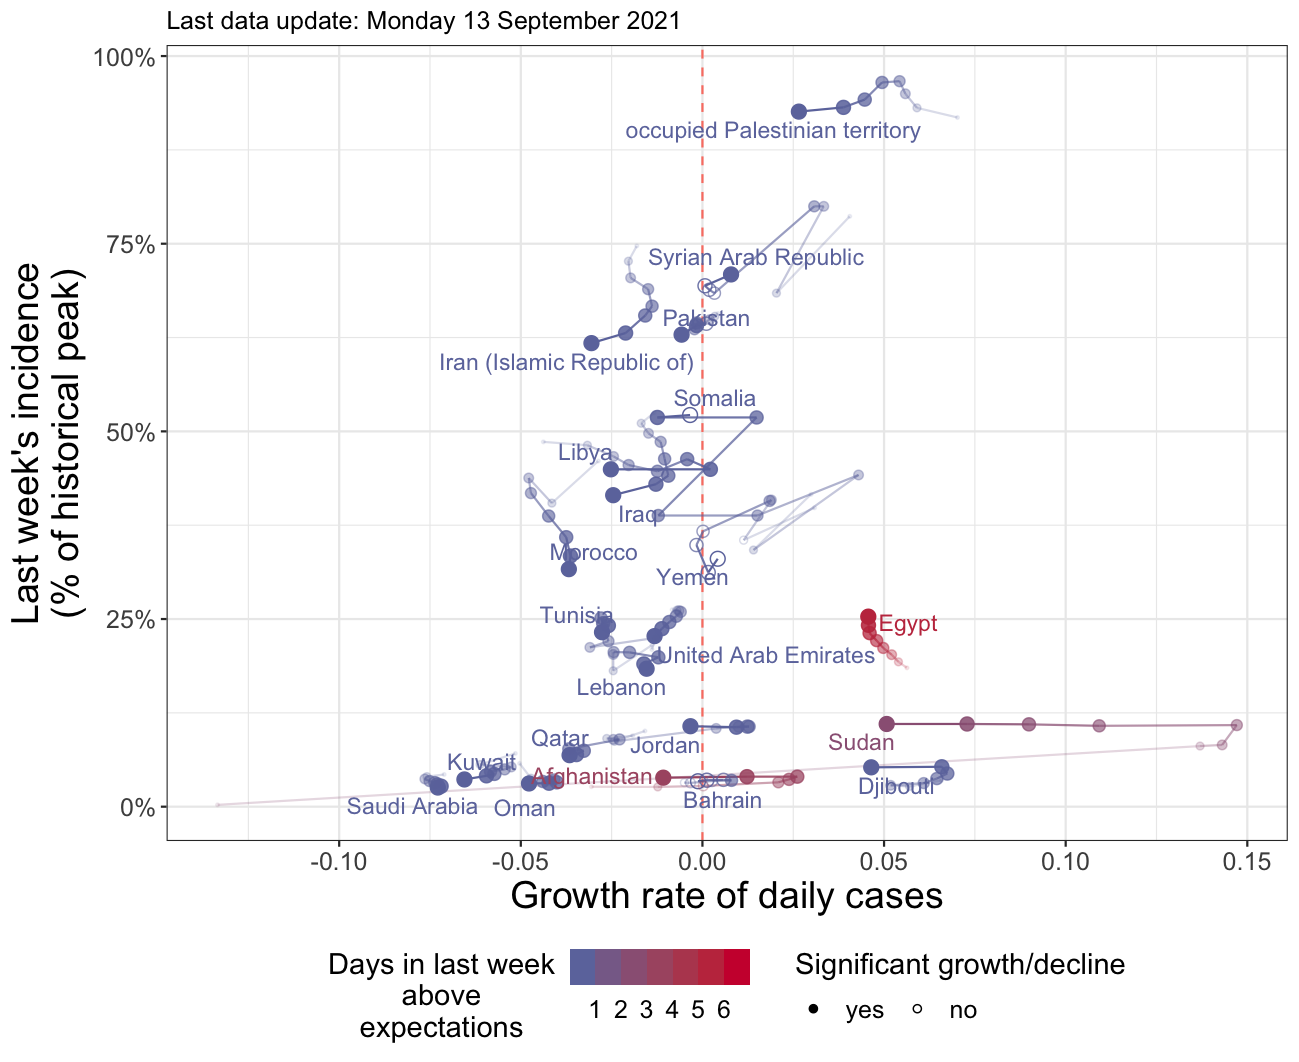 Last data update: Monday 13 September 2021
Last week's incidence
(% of historical peak)
100%
75%
50%
25%
0%
occupied Palestinian territory
Syrian Arab Republic
Pakistan
Iran (Islamic Republic of)
Somalia
Libya
Iraq
Morocco
Yemen
Tunisia
Egypt
United Arab Emirates
Lebanon
Qatar
Jordan
Sudan
Kuwait
Afghanistan
Djibouti
Saudi Arabia
Oman
Bahrain
-0.10
-0.05
0.00
0.05
0.10
0.15
Growth rate of daily cases
Days in last week
above
expectations
1 2 3 4 5 6
Significant growth/decline
yes no